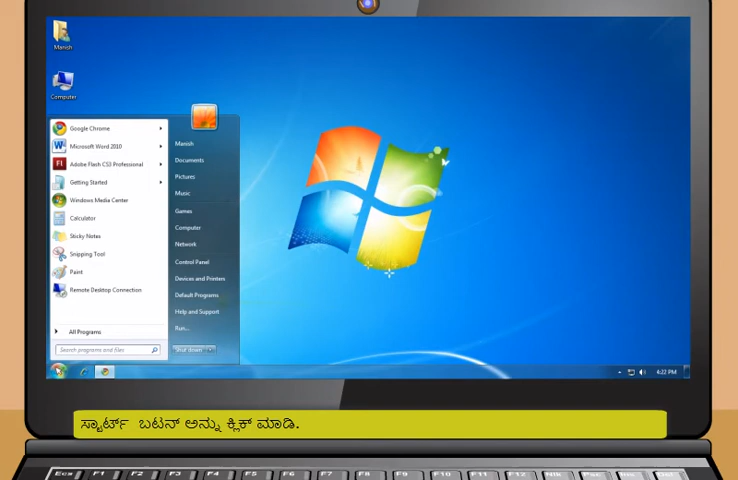 Manish
Computer
Google Chrome
Microsoft Word 2010
Adobe Flash CS3 Professional
Getting Started
Windows Media Center
Calculator
Sticky Notes
Snipping Tool
Paint
Remote Desktop Connection
All Programs
Search programs and files
Manish
Documents
Pictures
Music
Games
Computer
Network
Control Panel
Devices and Printers
Default Programs
Help and Support
Run...
Shut down
4:22 PM
ಸ್ಟಾರ್ಟ್ ಬಟನ್ ಅನ್ನು ಕ್ಲಿಕ್ ಮಾಡಿ.
Esc F1 F2 F3 F4 F5 F6 F7 F8 F9 F10 F11 F12